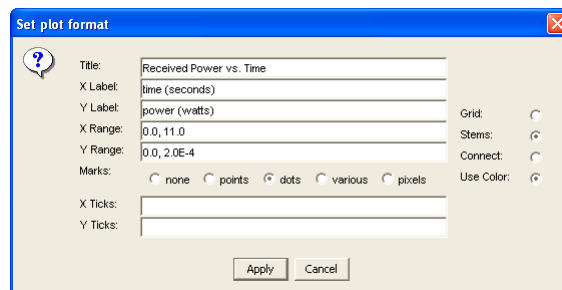 Set plot format
?
Title: Received Power vs. Time
X Label: time (seconds)
Y Label: power (watts)
X Range: 0.0, 11.0
Y Range: 0.0, 2.0E-4
Marks: none points dots various pixels
X Ticks:
Y Ticks:
Grid:
Stems:
Connect:
Use Color:
Apply Cancel